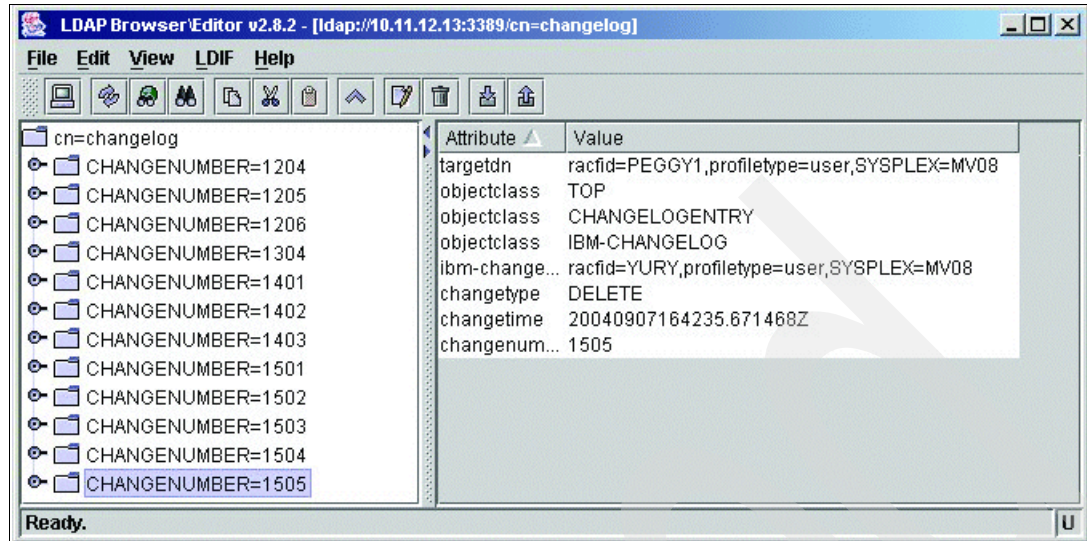 LDAP Browser\Editor v2.8.2 - [ldap://10.11.12.13:3389/cn=changelog]
File Edit View LDIF Help
cn=changelog
CHANGENUMBER=1204
CHANGENUMBER=1205
CHANGENUMBER=1206
CHANGENUMBER=1304
CHANGENUMBER=1401
CHANGENUMBER=1402
CHANGENUMBER=1403
CHANGENUMBER=1501
CHANGENUMBER=1502
CHANGENUMBER=1503
CHANGENUMBER=1504
CHANGENUMBER=1505
Attribute Value
targetdn racfid=PEGGY1,profiletype=user,SYSPLEX=MV08
objectclass TOP
objectclass CHANGELOGENTRY
objectclass IBM-CHANGELOG
ibm-change... racfid=YURY,profiletype=user,SYSPLEX=MV08
changetype DELETE
changetime 20040907164235.671468Z
changenum... 1505
Ready. U